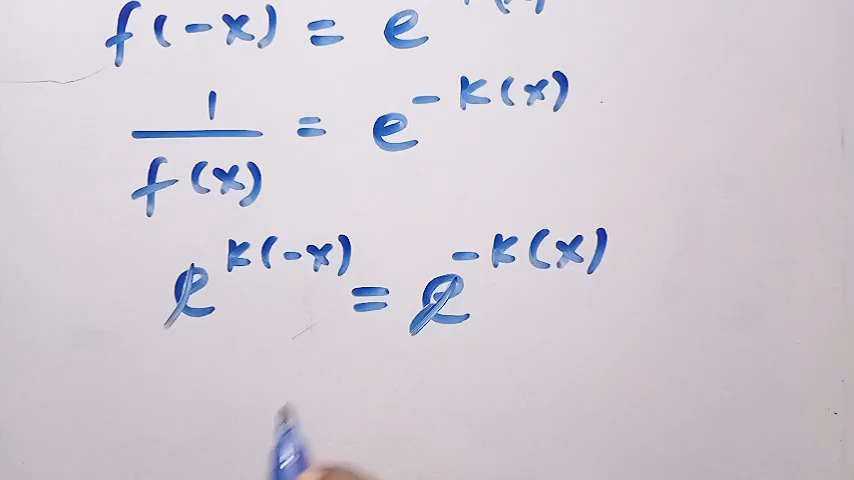 f(-x) = e
1/f(x) = e^-k(x)
e^k(-x) = e^-k(x)